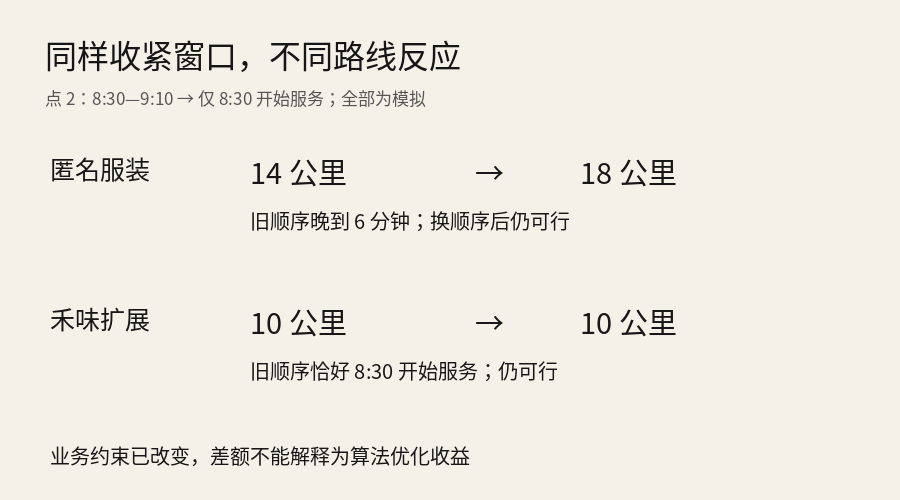 同样收紧窗口，不同路线反应
点 2：8:30—9:10 → 仅 8:30 开始服务；全部为模拟
匿名服装 14 公里 → 18 公里
旧顺序晚到 6 分钟；换顺序后仍可行
禾味扩展 10 公里 → 10 公里
旧顺序恰好 8:30 开始服务；仍可行
业务约束已改变，差额不能解释为算法优化收益